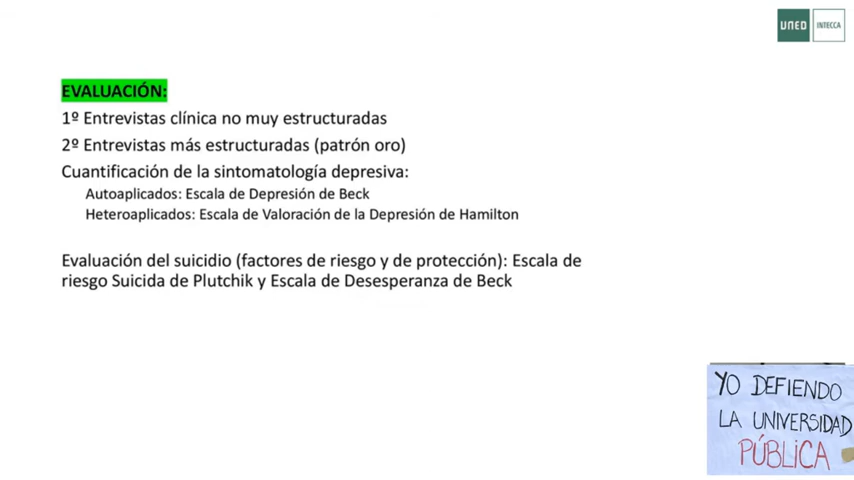 UNED
INTECCA
EVALUACIÓN:
1º Entrevistas clínica no muy estructuradas
2º Entrevistas más estructuradas (patrón oro)
Cuantificación de la sintomatología depresiva:
Autoaplicados: Escala de Depresión de Beck
Heteroaplicados: Escala de Valoración de la Depresión de Hamilton
Evaluación del suicidio (factores de riesgo y de protección): Escala de
riesgo Suicida de Plutchik y Escala de Desesperanza de Beck
YO DEFIENDO
LA UNIVERSIDAD
PÚBLiCA